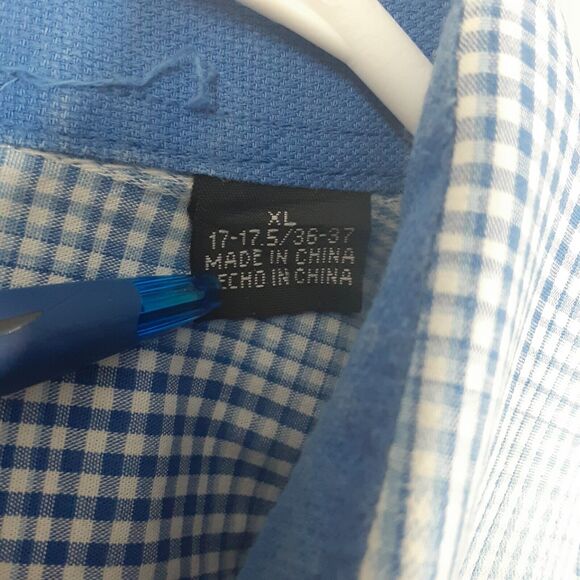 XL
17-17.5/36-37
MADE IN CHINA
ECHO IN CHINA